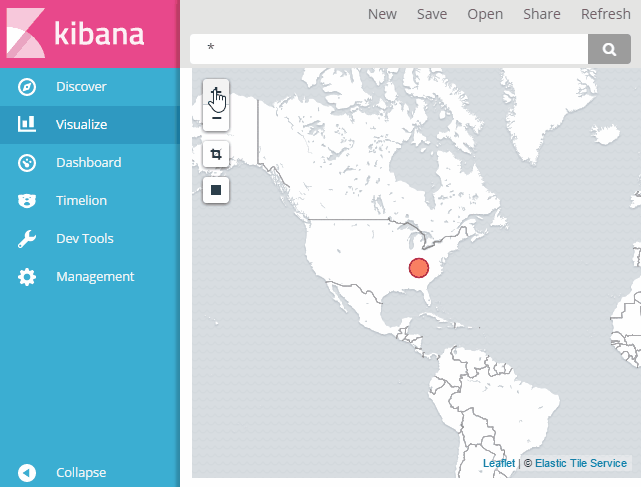 kibana
New Save Open Share Refresh
*
Discover
Visualize
Dashboard
Timelion
Dev Tools
Management
Collapse
Leaflet | © Elastic Tile Service